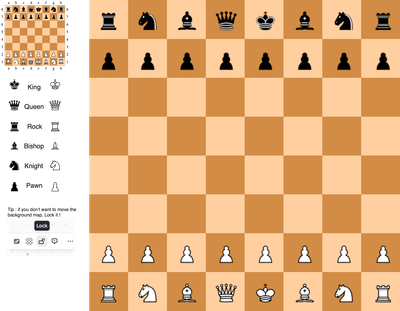 a b c d e f g h
a b c d e f g h
King
Queen
Rock
Bishop
Knight
Pawn
Tip : if you don't want to move the
background map, Lock it !
Lock